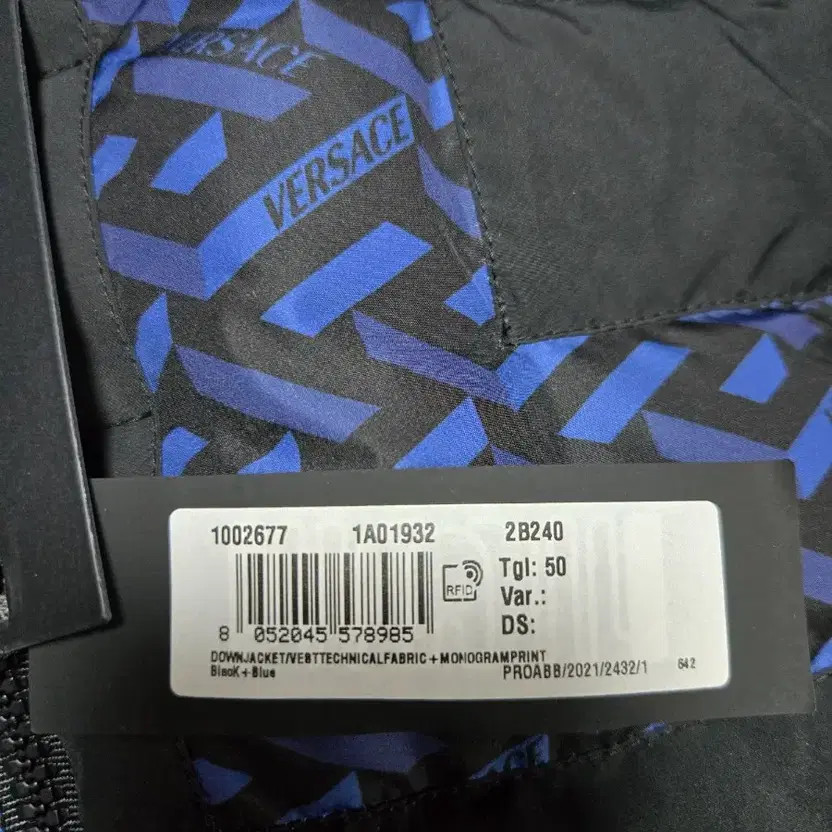 VERSACE
VERSACE
1002677 1A01932 2B240
RFID
Tgl: 50
Var.:
DS:
8 052045 578985
DOWNJACKET/VESTTECHNICALFABRIC+MONOGRAMPRINT
BlacK+Blue
PROABB/2021/2432/1 642